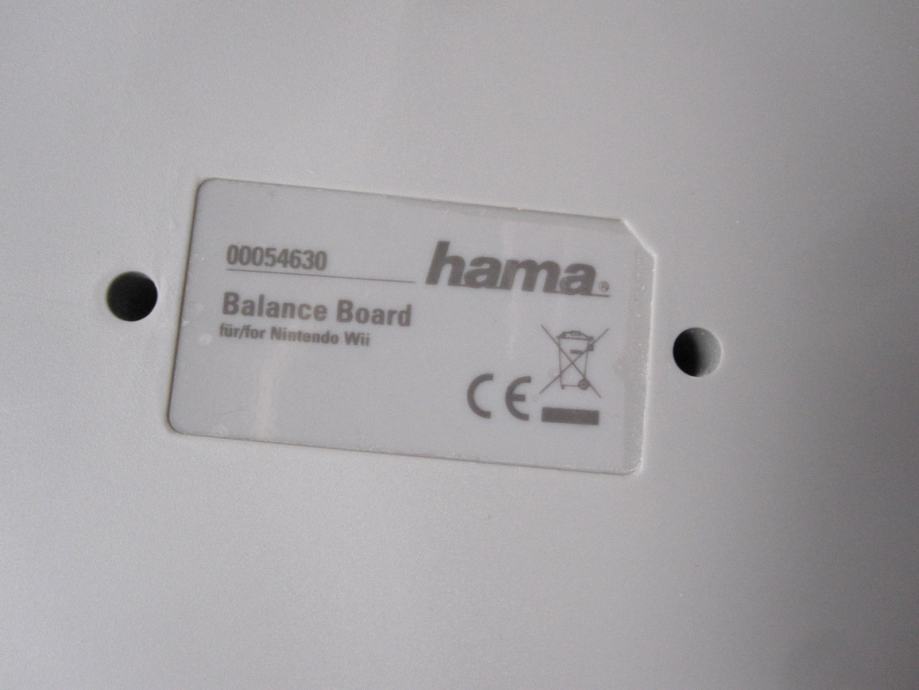 00054630
hama®
Balance Board
für/for Nintendo Wii
CE